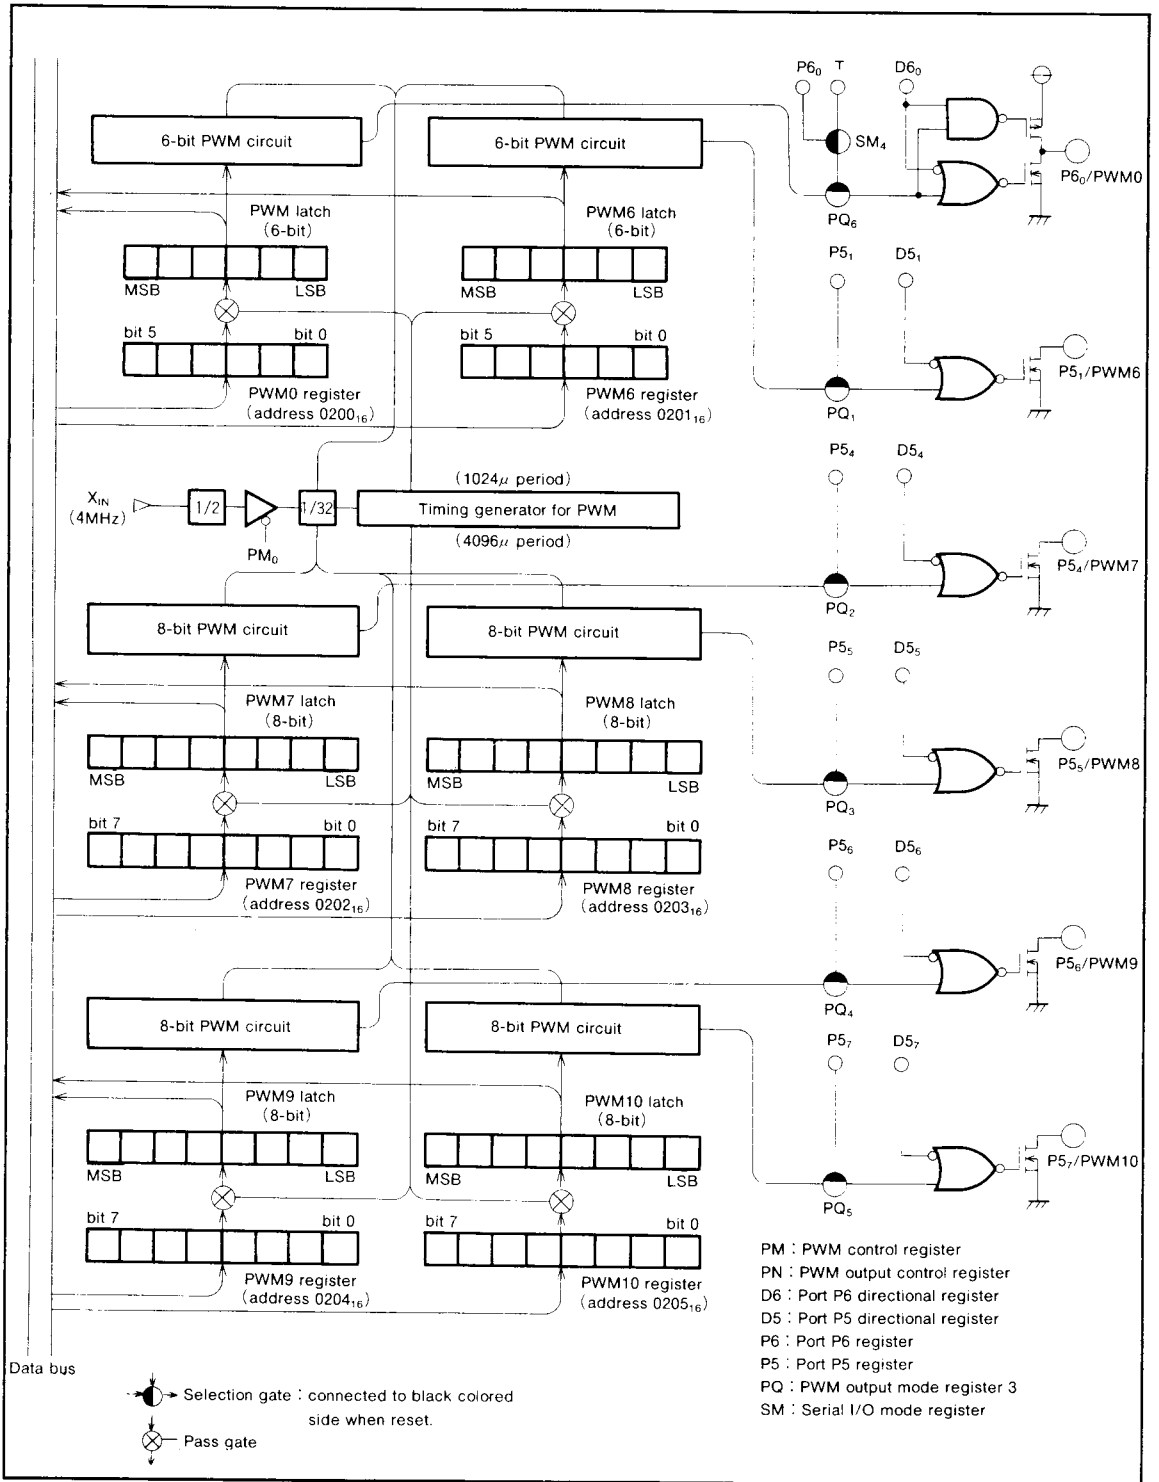 P6₀ T D6₀
6-bit PWM circuit
6-bit PWM circuit
SM₄
P6₀/PWM0
PQ₆
PWM latch
(6-bit)
PWM6 latch
(6-bit)
MSB LSB
MSB LSB
P5₁ D5₁
bit 5 bit 0
bit 5 bit 0
PWM0 register
(address 0200₁₆)
PWM6 register
(address 0201₁₆)
P5₁/PWM6
PQ₁
P5₄ D5₄
X_IN
(4MHz)
1/2
PM₀
1/32
(1024μ period)
Timing generator for PWM
(4096μ period)
P5₄/PWM7
PQ₂
8-bit PWM circuit
8-bit PWM circuit
P5₅ D5₅
PWM7 latch
(8-bit)
PWM8 latch
(8-bit)
MSB LSB
MSB LSB
P5₅/PWM8
PQ₃
bit 7 bit 0
bit 7 bit 0
P5₆ D5₆
PWM7 register
(address 0202₁₆)
PWM8 register
(address 0203₁₆)
P5₆/PWM9
PQ₄
8-bit PWM circuit
8-bit PWM circuit
P5₇ D5₇
PWM9 latch
(8-bit)
PWM10 latch
(8-bit)
MSB LSB
MSB LSB
P5₇/PWM10
PQ₅
bit 7 bit 0
bit 7 bit 0
PWM9 register
(address 0204₁₆)
PWM10 register
(address 0205₁₆)
PM : PWM control register
PN : PWM output control register
D6 : Port P6 directional register
D5 : Port P5 directional register
P6 : Port P6 register
P5 : Port P5 register
PQ : PWM output mode register 3
SM : Serial I/O mode register
Data bus
Selection gate : connected to black colored
side when reset.
Pass gate